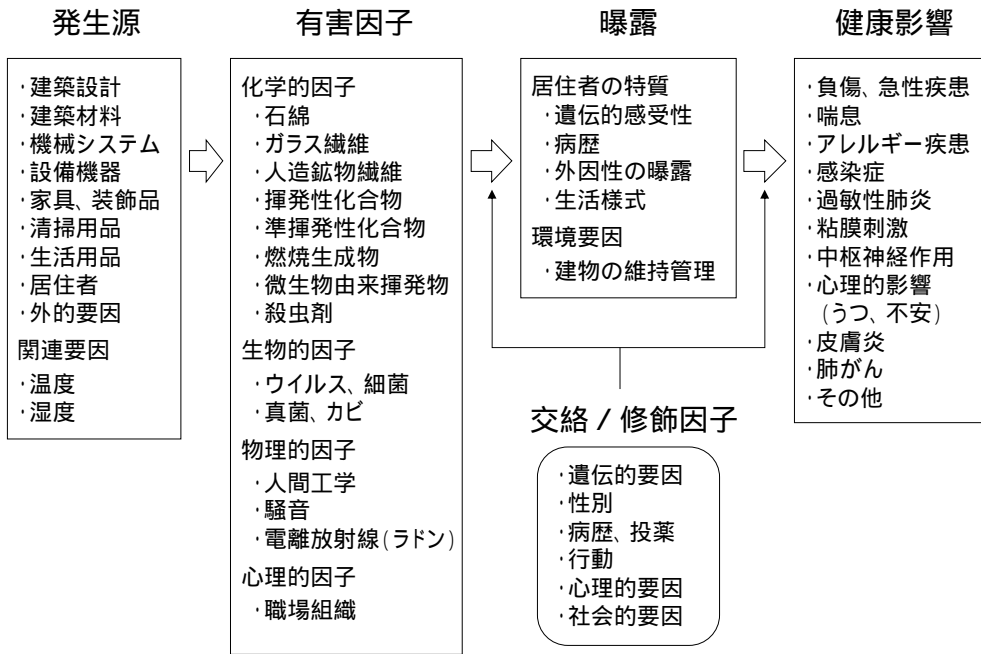 発生源
・建築設計
・建築材料
・機械システム
・設備機器
・家具、装飾品
・清掃用品
・生活用品
・居住者
・外的要因
関連要因
・温度
・湿度
有害因子
化学的因子
・石綿
・ガラス繊維
・人造鉱物繊維
・揮発性化合物
・準揮発性化合物
・燃焼生成物
・微生物由来揮発物
・殺虫剤
生物的因子
・ウイルス、細菌
・真菌、カビ
物理的因子
・人間工学
・騒音
・電離放射線(ラドン)
心理的因子
・職場組織
曝露
居住者の特質
・遺伝的感受性
・病歴
・外因性の曝露
・生活様式
環境要因
・建物の維持管理
交絡 / 修飾因子
・遺伝的要因
・性別
・病歴、投薬
・行動
・心理的要因
・社会的要因
健康影響
・負傷、急性疾患
・喘息
・アレルギー疾患
・感染症
・過敏性肺炎
・粘膜刺激
・中枢神経作用
・心理的影響
(うつ、不安)
・皮膚炎
・肺がん
・その他